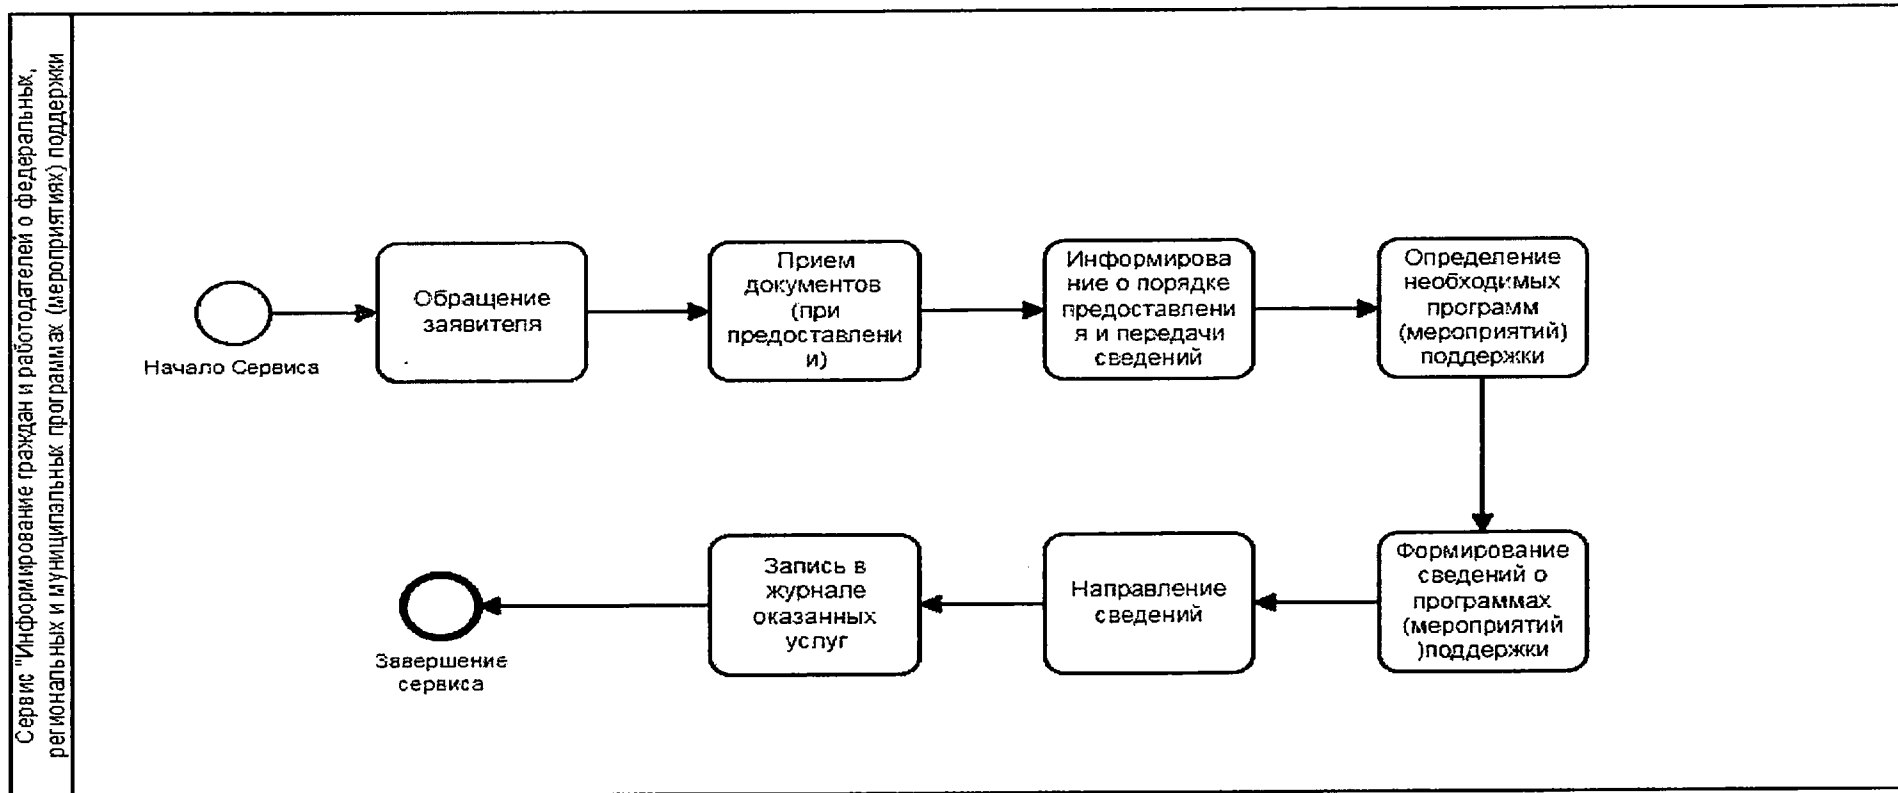 Сервис "Информирование граждан и работодателей о федеральных,
региональных и муниципальных программах (мероприятиях) поддержки
Начало Сервиса
Обращение
заявителя
Прием
документов
(при
предоставлени
и)
Информирова
ние о порядке
предоставлени
я и передачи
сведений
Определение
необходимых
программ
(мероприятий)
поддержки
Формирование
сведений о
программах
(мероприятий
)поддержки
Направление
сведений
Запись в
журнале
оказанных
услуг
Завершение
сервиса